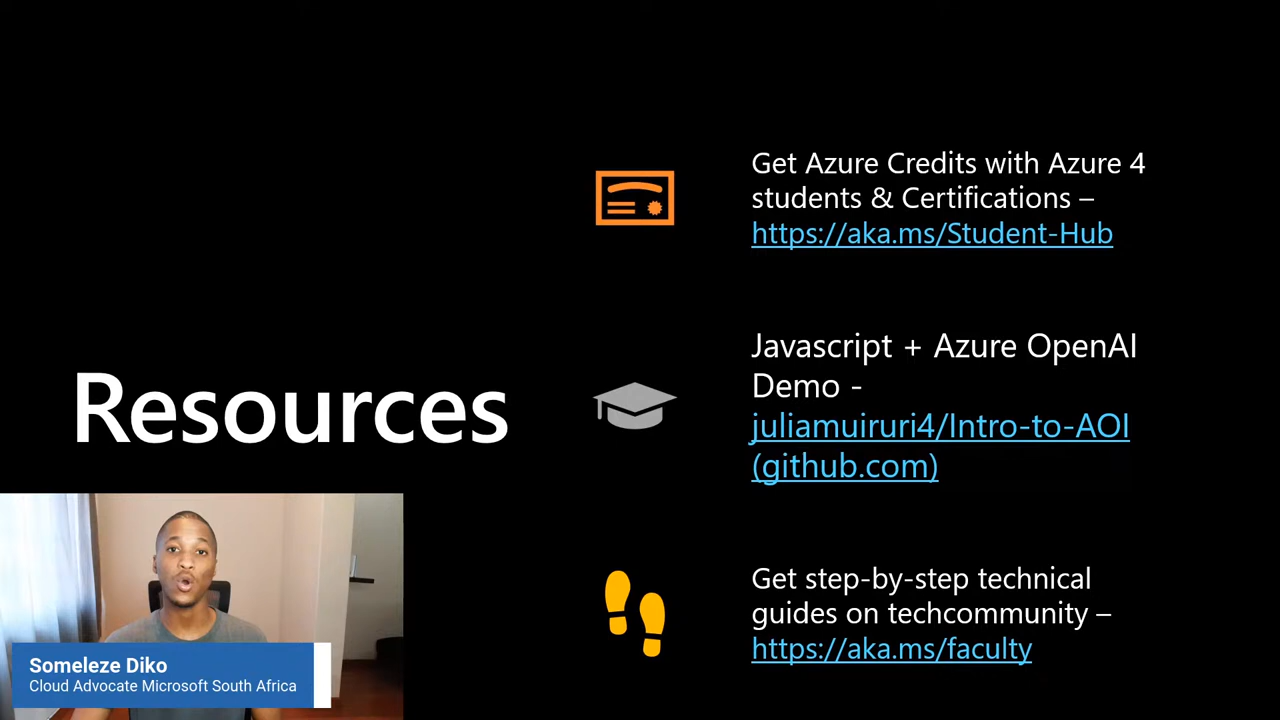 Resources
Get Azure Credits with Azure 4
students & Certifications –
https://aka.ms/Student-Hub
Javascript + Azure OpenAI
Demo -
juliamuiruri4/Intro-to-AOI
(github.com)
Get step-by-step technical
guides on techcommunity –
https://aka.ms/faculty
Someleze Diko
Cloud Advocate Microsoft South Africa